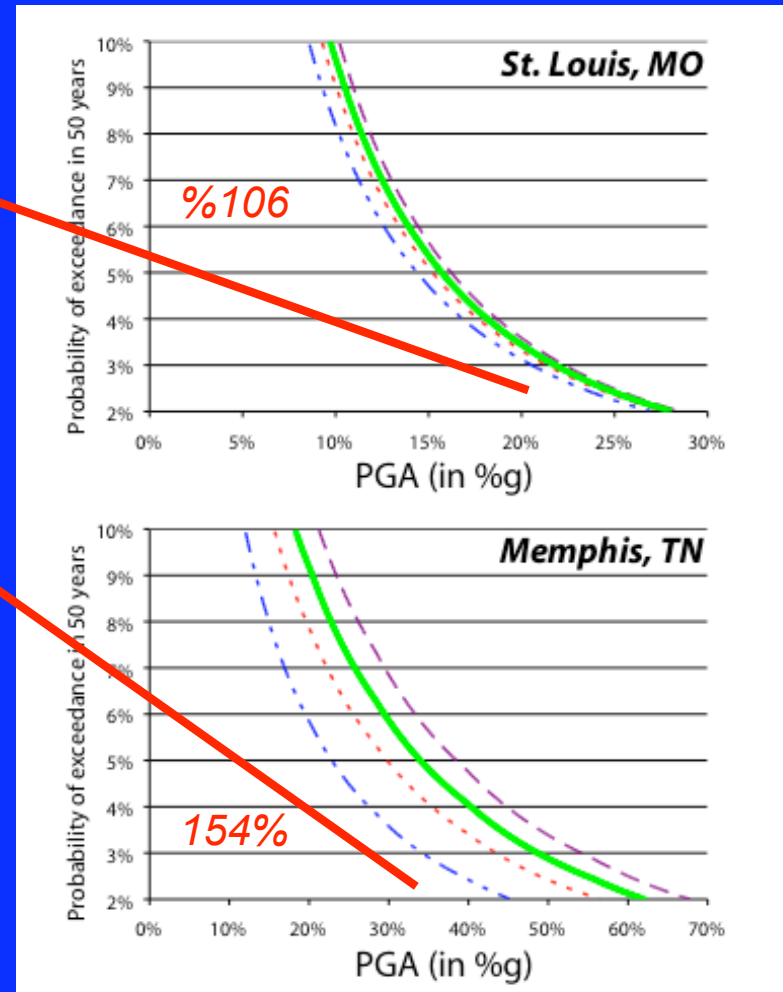 St. Louis, MO
Probability of exceedance in 50 years
10%
9%
8%
7%
6%
5%
4%
3%
2%
%106
0% 5% 10% 15% 20% 25% 30%
PGA (in %g)
Memphis, TN
Probability of exceedance in 50 years
10%
9%
8%
7%
6%
5%
4%
3%
2%
154%
0% 10% 20% 30% 40% 50% 60% 70%
PGA (in %g)